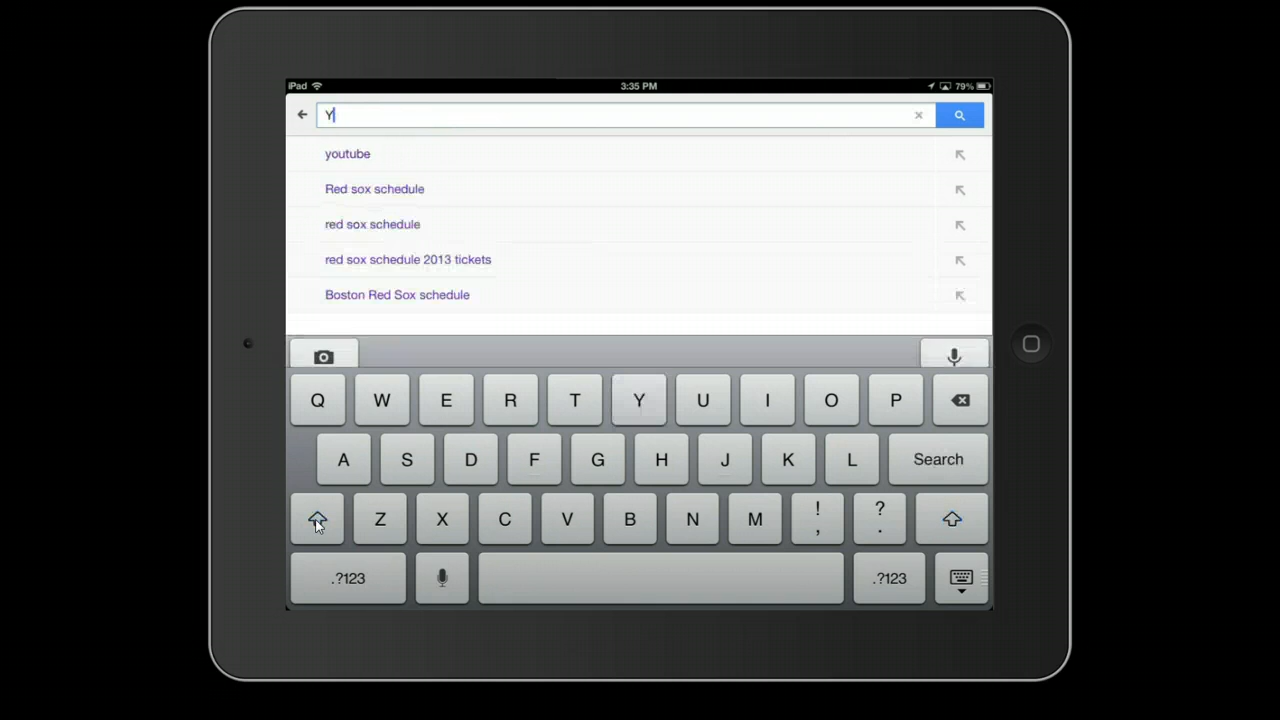 iPad 3:35 PM 79%
Y
youtube
Red sox schedule
red sox schedule
red sox schedule 2013 tickets
Boston Red Sox schedule
Q W E R T Y U I O P
A S D F G H J K L Search
Z X C V B N M ! , ? .
.?123 .?123